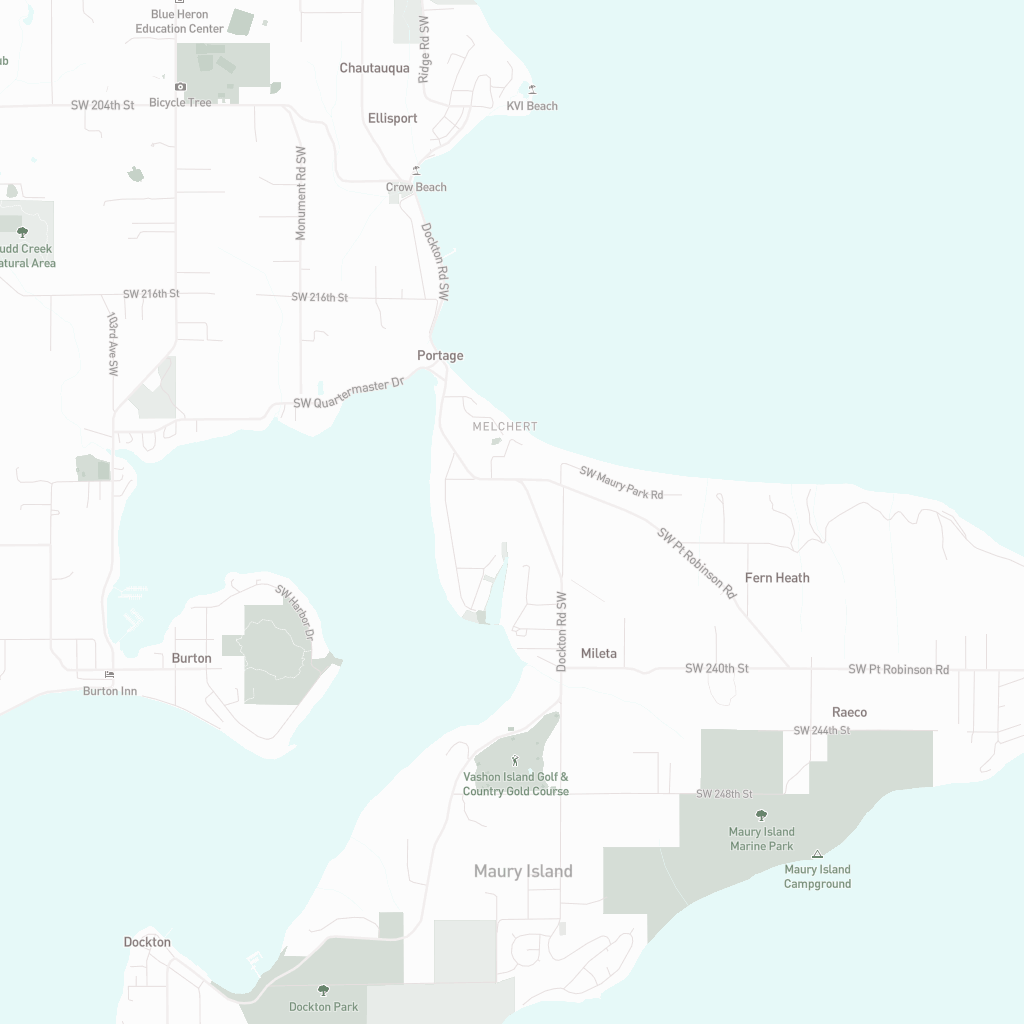 Blue Heron
Education Center
Ridge Rd SW
Chautauqua
SW 204th St
Bicycle Tree
KVI Beach
Ellisport
Monument Rd SW
Crow Beach
udd Creek
atural Area
Dockton Rd SW
SW 216th St
SW 216th St
103rd Ave SW
Portage
SW Quartermaster Dr
MELCHERT
SW Maury Park Rd
SW Pt Robinson Rd
Fern Heath
SW Harbor Dr
Dockton Rd SW
Burton
Mileta
SW 240th St
SW Pt Robinson Rd
Burton Inn
Raeco
SW 244th St
Vashon Island Golf &
Country Gold Course
SW 248th St
Maury Island
Marine Park
Maury Island
Maury Island
Campground
Dockton
Dockton Park